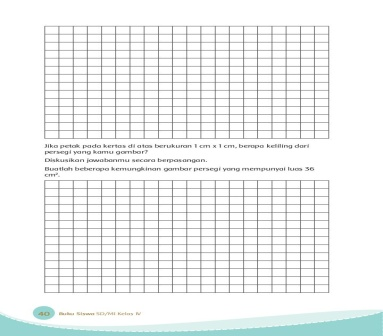 Jika petak pada kertas di atas berukuran 1 cm x 1 cm, berapa keliling dari
persegi yang kamu gambar?
Diskusikan jawabanmu secara berpasangan.
Buatlah beberapa kemungkinan gambar persegi yang mempunyai luas 36
cm².
40 Buku Siswa SD/MI Kelas IV